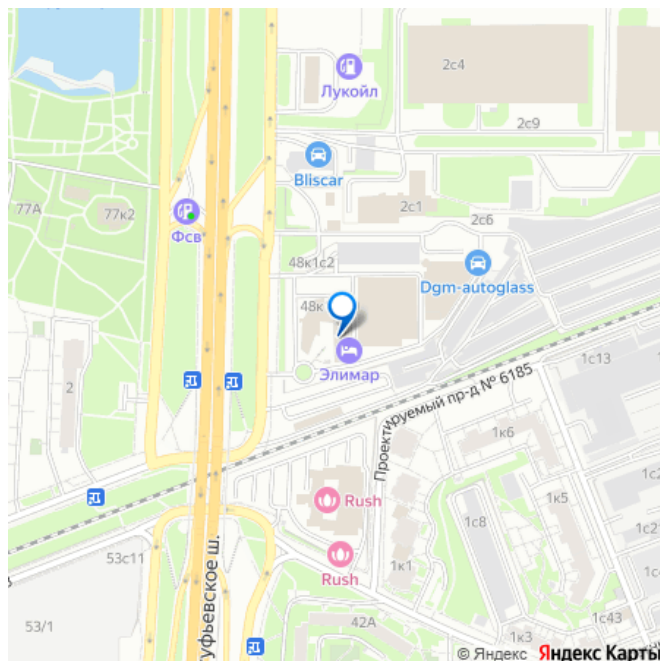 2с4
Лукойл
2с9
Bliscar
77А
77к2
2с1
Фсв
2с6
48к1с2
Dgm-autoglass
48к
Элимар
1с13
2
Проектируемый пр-д № 6185
1к6
Rush
1к5
1с8
1с2
53с11
Rush
1к1
уфьевское ш.
53/1
42А
1с43
1к3
© Яндекс Яндекс Карты